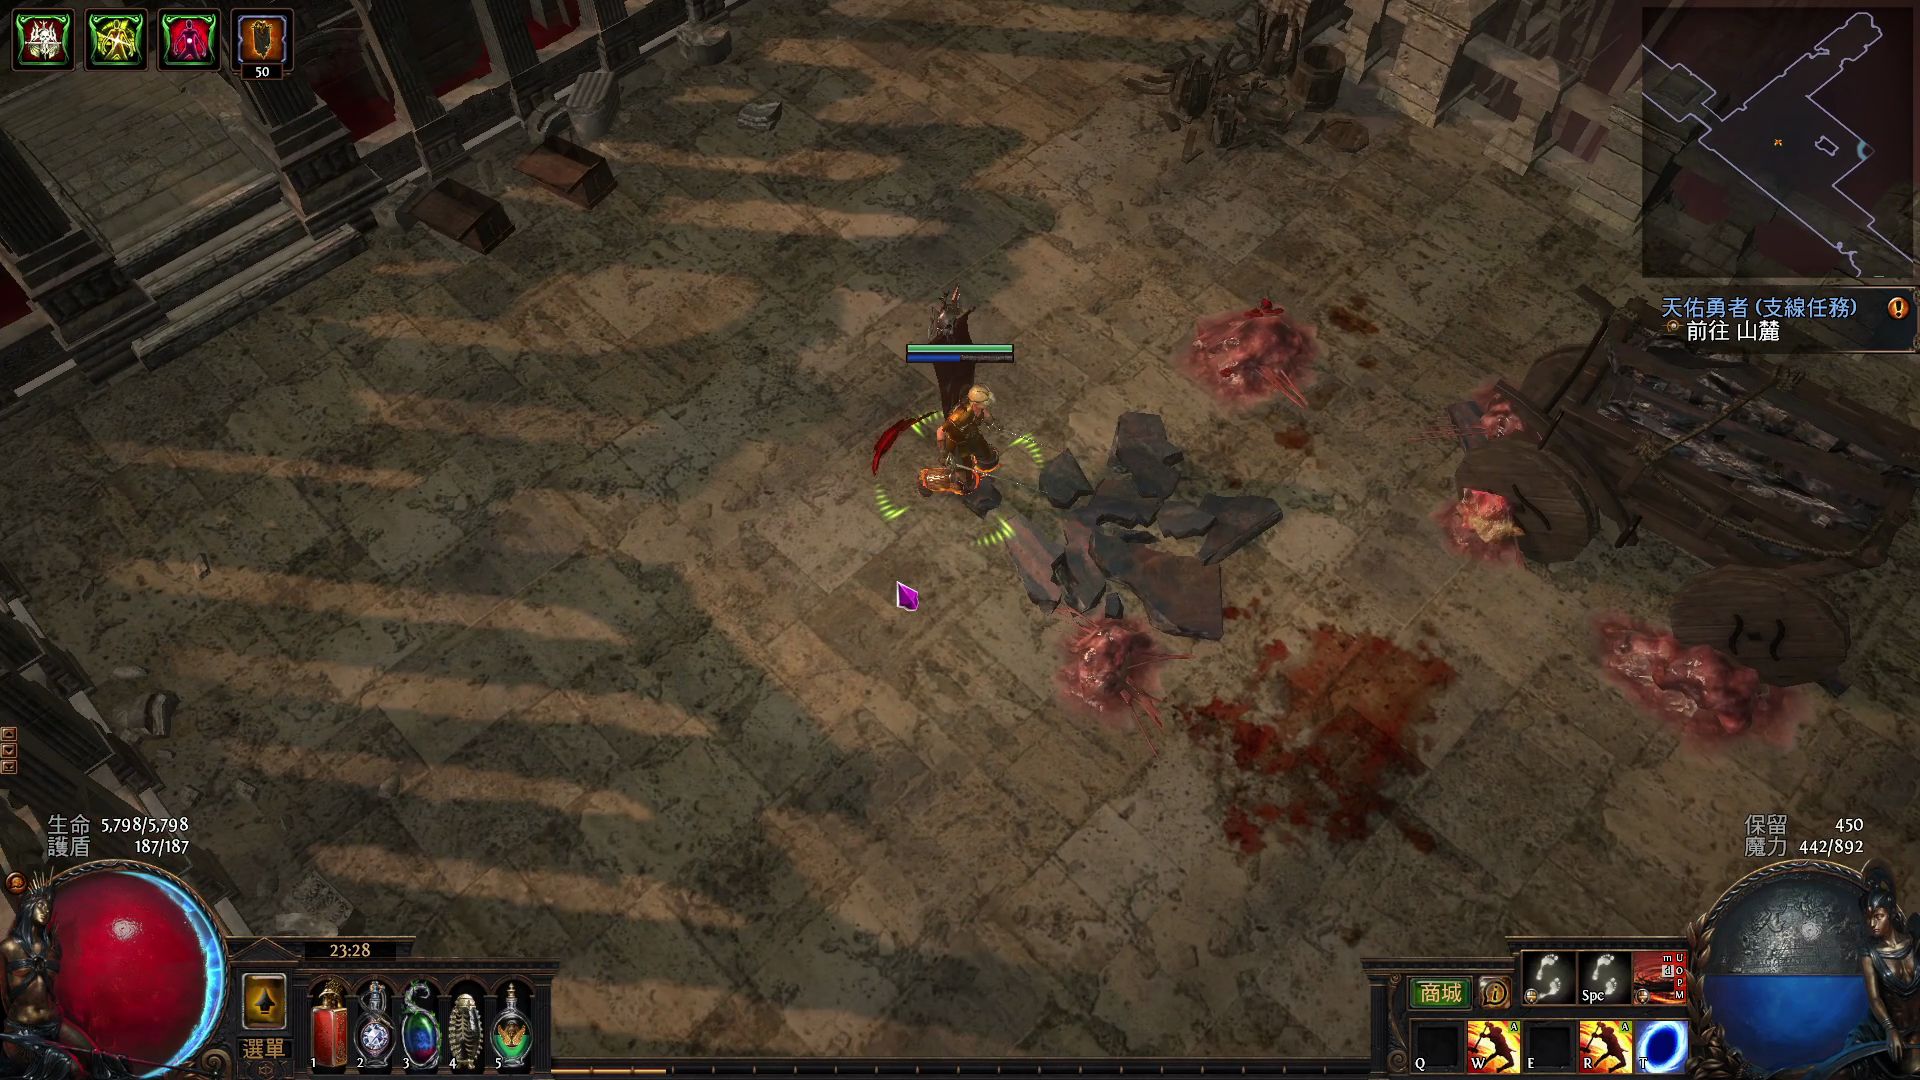 50
天佑勇者 (支線任務)
前往 山麓
生命 5,798/5,798
護盾 187/187
保留 450
魔力 442/892
23:28
選單
1
2
3
4
5
商城
Spc
Q
W
A
E
R
A
T